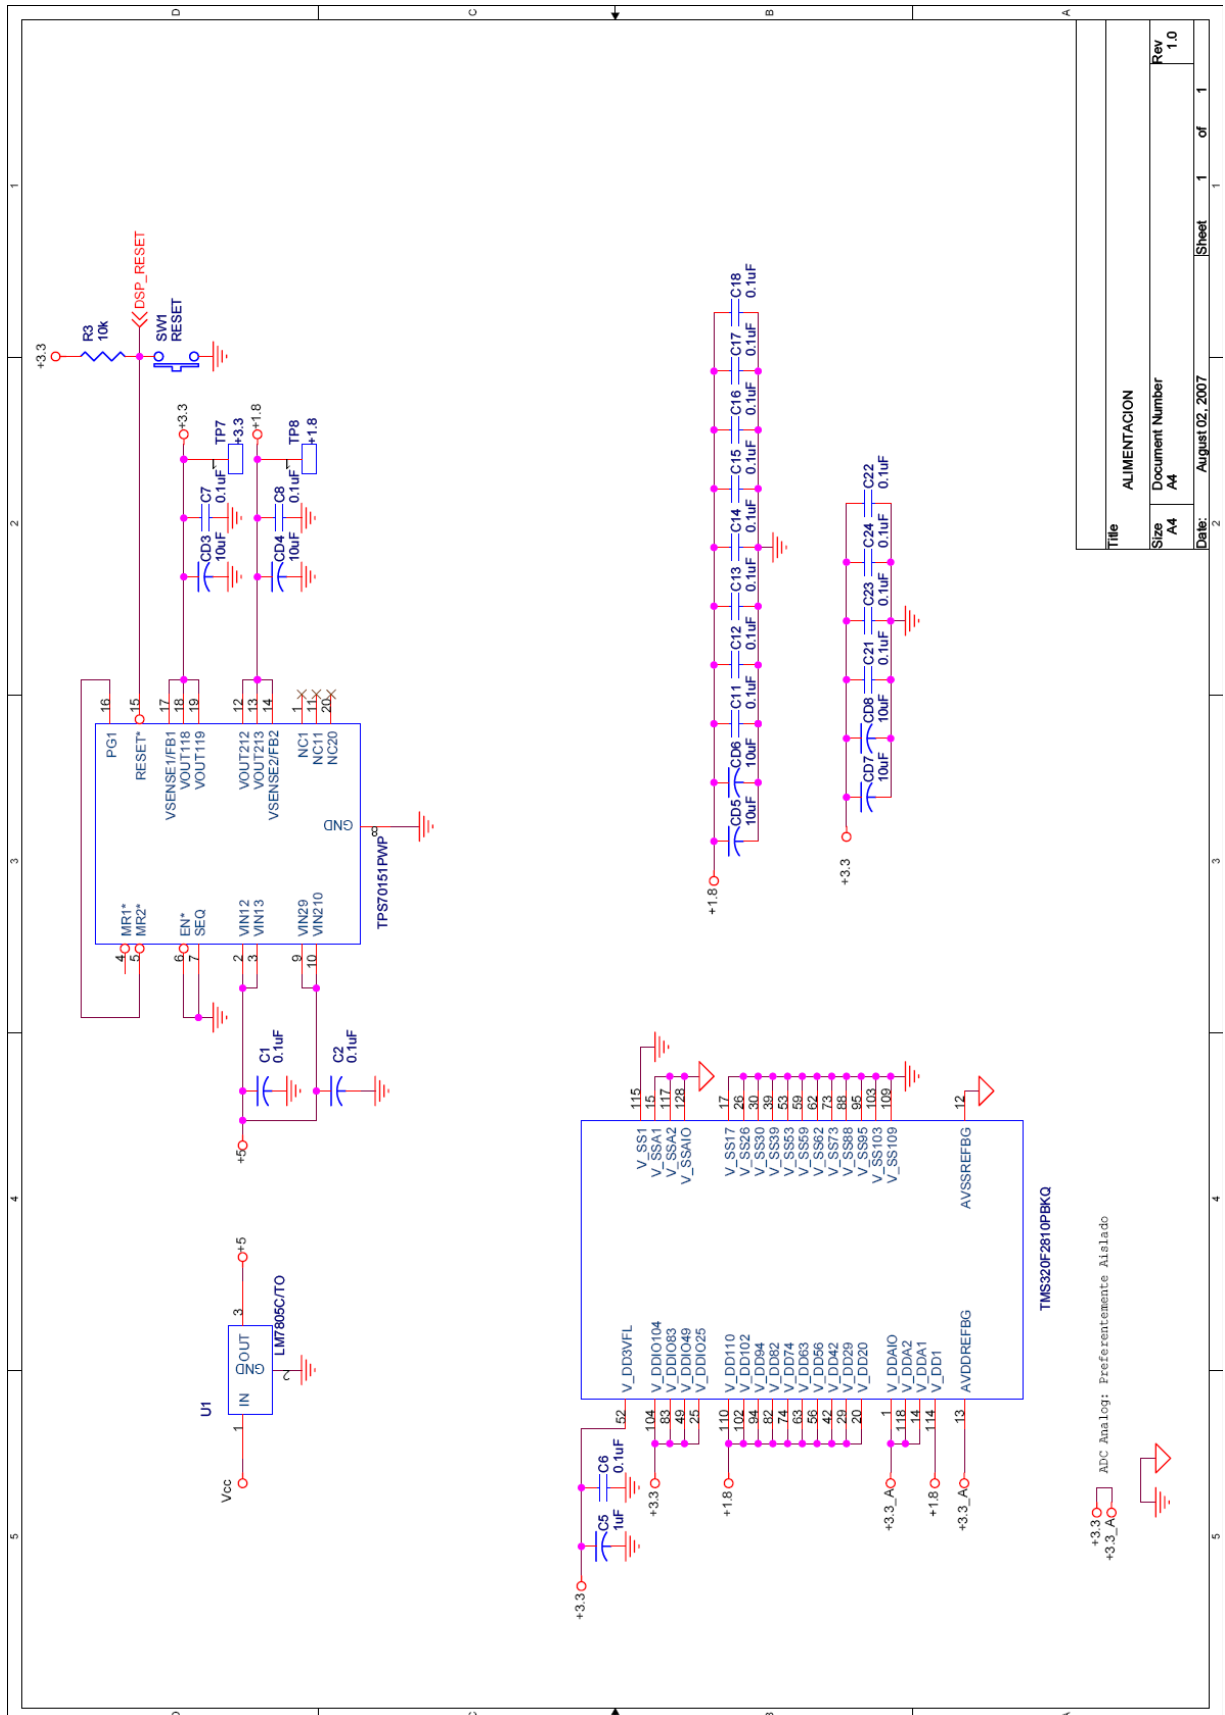 5
4
3
2
1
D
C
B
A
Vcc
U1
1
IN
OUT
GND
2
3
LM7805C/TO
+5
+5
C1
0.1uF
C2
0.1uF
4
MR1*
5
MR2*
6
EN*
7
SEQ
2
VIN12
3
VIN13
9
VIN29
10
VIN210
PG1
16
RESET*
15
VSENSE1/FB1
17
VOUT118
18
VOUT119
19
VOUT212
12
VOUT213
13
VSENSE2/FB2
14
NC1
1
NC11
11
NC20
20
GND
8
TPS70151PWP
CD3
10uF
C7
0.1uF
1
TP7
+3.3
+3.3
CD4
10uF
C8
0.1uF
1
TP8
+1.8
+1.8
+3.3
R3
10k
DSP_RESET
SW1
RESET
+3.3
C5
1uF
C6
0.1uF
52
V_DD3VFL
+3.3
104
V_DDIO104
83
V_DDIO83
49
V_DDIO49
25
V_DDIO25
+1.8
110
V_DD110
102
V_DD102
94
V_DD94
82
V_DD82
74
V_DD74
63
V_DD63
56
V_DD56
42
V_DD42
29
V_DD29
20
V_DD20
+3.3_A
1
V_DDAIO
118
V_DDA2
14
V_DDA1
+1.8
114
V_DD1
+3.3_A
13
AVDDREFBG
V_SS1
115
V_SSA1
15
V_SSA2
117
V_SSAIO
128
V_SS17
17
V_SS26
26
V_SS30
30
V_SS39
39
V_SS53
53
V_SS59
59
V_SS62
62
V_SS73
73
V_SS88
88
V_SS95
95
V_SS103
103
V_SS109
109
AVSSREFBG
12
TMS320F2810PBKQ
+1.8
CD5
10uF
CD6
10uF
C11
0.1uF
C12
0.1uF
C13
0.1uF
C14
0.1uF
C15
0.1uF
C16
0.1uF
C17
0.1uF
C18
0.1uF
+3.3
CD7
10uF
CD8
10uF
C21
0.1uF
C23
0.1uF
C24
0.1uF
C22
0.1uF
+3.3
+3.3_A
ADC Analog: Preferentemente Aislado
Title
ALIMENTACION
Size
A4
Document Number
A4
Rev
1.0
Date:
August 02, 2007
Sheet
1
of
1
5
4
3
2
1
D
C
B
A